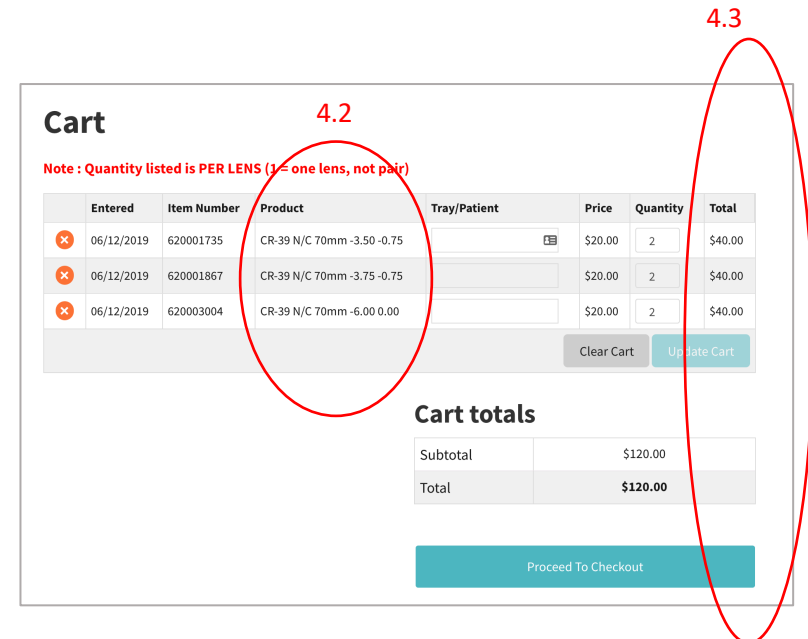 4.3
Cart
4.2
Note : Quantity listed is PER LENS (1 = one lens, not pair)
Entered Item Number Product Tray/Patient Price Quantity Total
06/12/2019 620001735 CR-39 N/C 70mm -3.50 -0.75 $20.00 2 $40.00
06/12/2019 620001867 CR-39 N/C 70mm -3.75 -0.75 $20.00 2 $40.00
06/12/2019 620003004 CR-39 N/C 70mm -6.00 0.00 $20.00 2 $40.00
Clear Cart Update Cart
Cart totals
Subtotal $120.00
Total $120.00
Proceed To Checkout